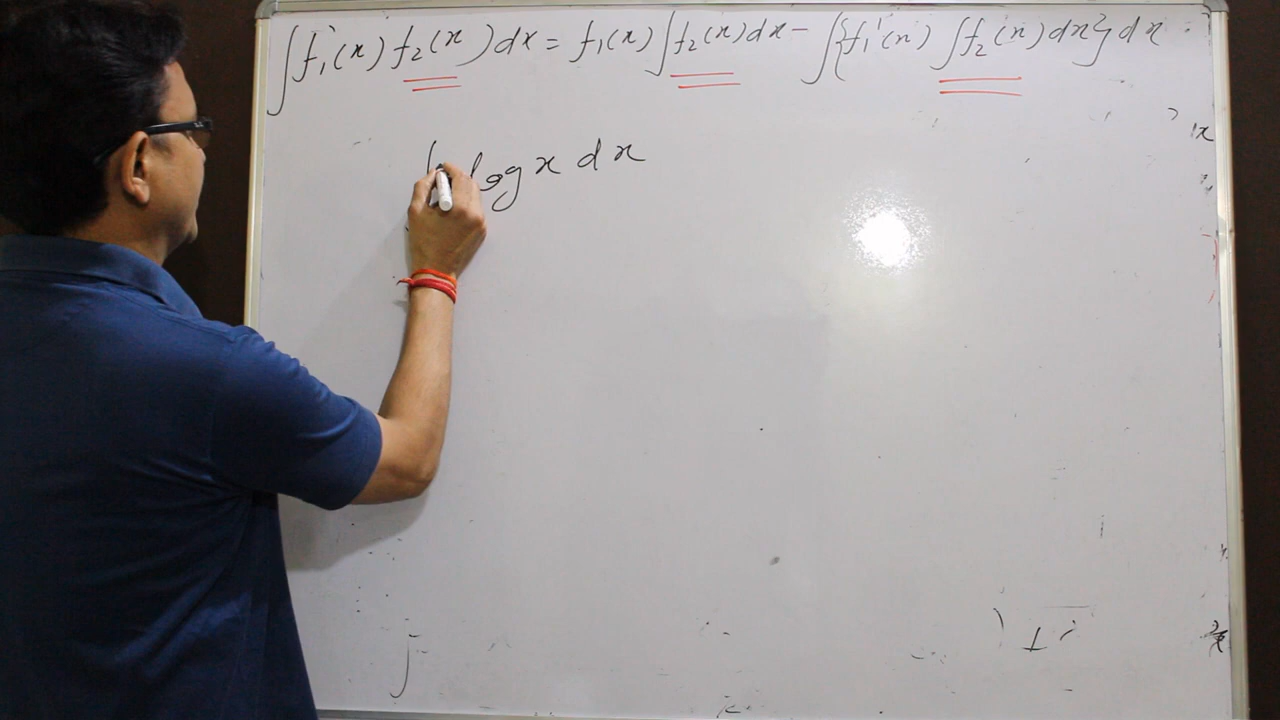 ∫f₁(x) f₂(x)dx = f₁(x)∫f₂(x)dx - ∫{f₁'(x) ∫f₂(x)dx}dx
log x dx